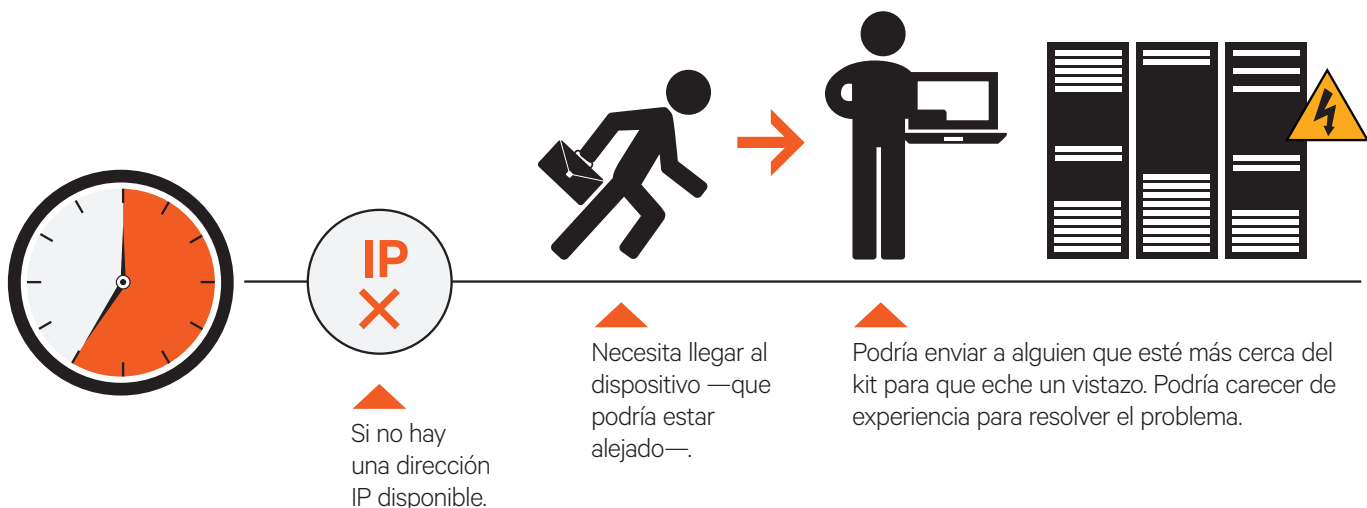 IP
Si no hay
una dirección
IP disponible.
Necesita llegar al
dispositivo —que
podría estar
alejado—.
Podría enviar a alguien que esté más cerca del
kit para que eche un vistazo. Podría carecer de
experiencia para resolver el problema.